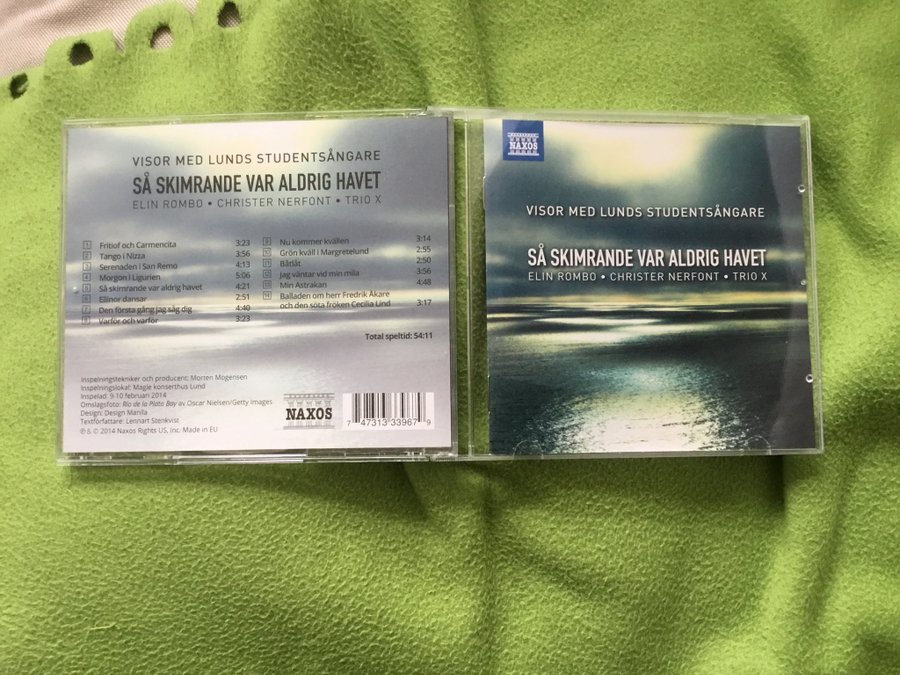 VISOR MED LUNDS STUDENTSÅNGARE
SÅ SKIMRANDE VAR ALDRIG HAVET
ELIN ROMBO • CHRISTER NERFONT • TRIO X
1 Fritiof och Carmencita 3:23
2 Tango i Nizza 3:56
3 Serenaden i San Remo 4:13
4 Morgon i Ligurien 5:06
5 Så skimrande var aldrig havet 4:21
6 Elinor dansar 2:51
7 Den första gång jag såg dig 4:40
8 Varför och varför 3:23
9 Nu kommer kvällen 3:14
10 Grön kväll i Margretelund 2:55
11 Båtlåt 2:50
12 Jag väntar vid min mila 3:56
13 Min Astrakan 4:48
14 Balladen om herr Fredrik Åkare
och den söta fröken Cecilia Lind 3:17
Total speltid: 54:11
Inspelningstekniker och producent: Morten Mogensen
Inspelningslokal: Magle konserthus Lund
Inspelad: 9-10 februari 2014
Omslagsfoto: Rio de la Plata Bay av Oscar Nielsen/Getty Images
Design: Design Manila
Textförfattare: Lennart Stenkvist
℗ & © 2014 Naxos Rights US, Inc. Made in EU
NAXOS
7 47313 33967 9
NAXOS
VISOR MED LUNDS STUDENTSÅNGARE
SÅ SKIMRANDE VAR ALDRIG HAVET
ELIN ROMBO • CHRISTER NERFONT • TRIO X